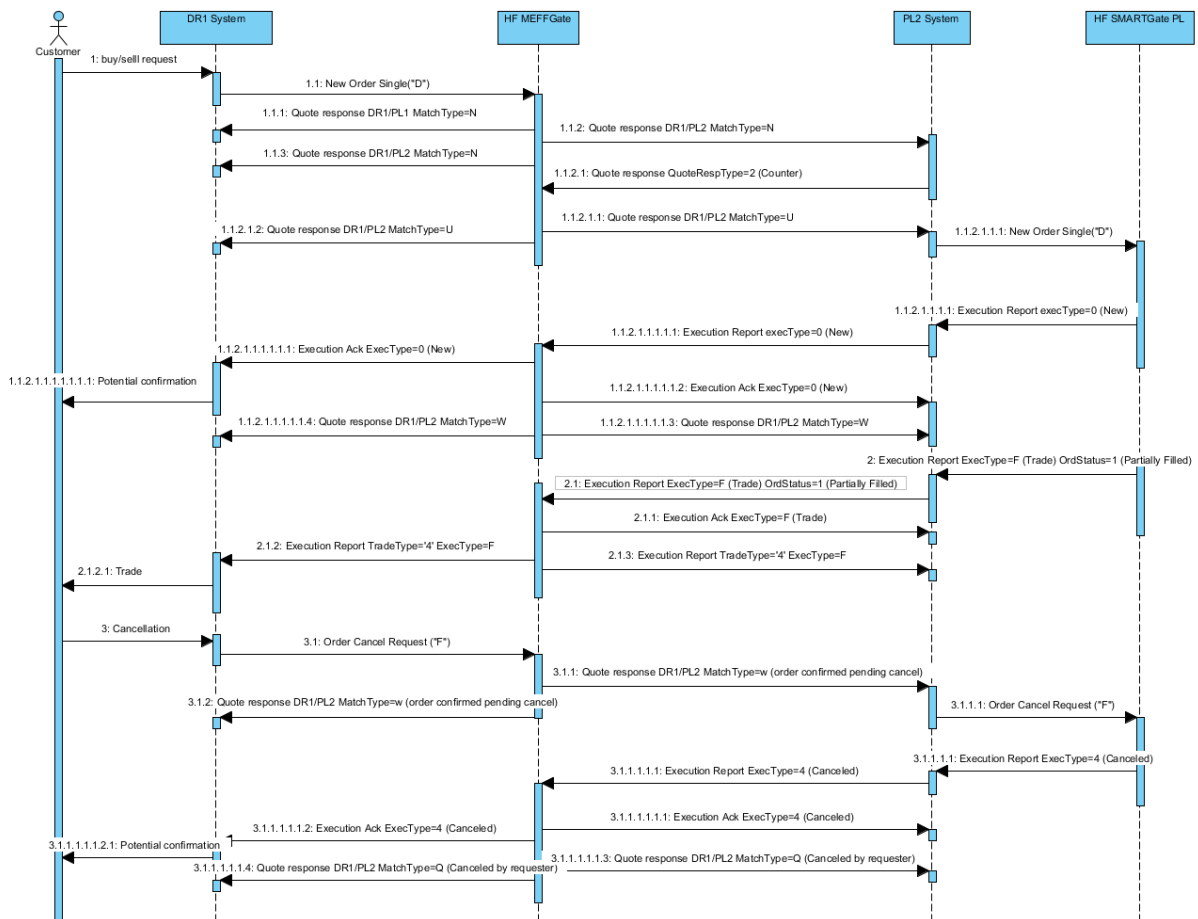 DR1 System
HF MEFFGate
PL2 System
HF SMARTGate PL
Customer
1: buy/selll request
1.1: New Order Single("D")
1.1.1: Quote response DR1/PL1 MatchType=N
1.1.2: Quote response DR1/PL2 MatchType=N
1.1.3: Quote response DR1/PL2 MatchType=N
1.1.2.1: Quote response QuoteRespType=2 (Counter)
1.1.2.1.1: Quote response DR1/PL2 MatchType=U
1.1.2.1.2: Quote response DR1/PL2 MatchType=U
1.1.2.1.1.1: New Order Single("D")
1.1.2.1.1.1.1: Execution Report execType=0 (New)
1.1.2.1.1.1.1.1: Execution Report execType=0 (New)
1.1.2.1.1.1.1.1.1: Execution Ack ExecType=0 (New)
1.1.2.1.1.1.1.1.1.1: Potential confirmation
1.1.2.1.1.1.1.1.2: Execution Ack ExecType=0 (New)
1.1.2.1.1.1.1.1.4: Quote response DR1/PL2 MatchType=W
1.1.2.1.1.1.1.1.3: Quote response DR1/PL2 MatchType=W
2: Execution Report ExecType=F (Trade) OrdStatus=1 (Partially Filled)
2.1: Execution Report ExecType=F (Trade) OrdStatus=1 (Partially Filled)
2.1.1: Execution Ack ExecType=F (Trade)
2.1.2: Execution Report TradeType='4' ExecType=F
2.1.3: Execution Report TradeType='4' ExecType=F
2.1.2.1: Trade
3: Cancellation
3.1: Order Cancel Request ("F")
3.1.1: Quote response DR1/PL2 MatchType=w (order confirmed pending cancel)
3.1.2: Quote response DR1/PL2 MatchType=w (order confirmed pending cancel)
3.1.1.1: Order Cancel Request ("F")
3.1.1.1.1: Execution Report ExecType=4 (Canceled)
3.1.1.1.1.1: Execution Report ExecType=4 (Canceled)
3.1.1.1.1.1.1: Execution Ack ExecType=4 (Canceled)
3.1.1.1.1.1.2: Execution Ack ExecType=4 (Canceled)
3.1.1.1.1.1.2.1: Potential confirmation
3.1.1.1.1.1.3: Quote response DR1/PL2 MatchType=Q (Canceled by requester)
3.1.1.1.1.1.4: Quote response DR1/PL2 MatchType=Q (Canceled by requester)